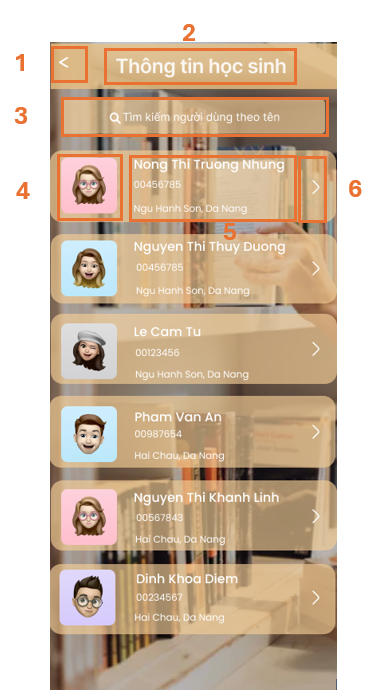 2
1
<
Thông tin học sinh
3
Tìm kiếm người dùng theo tên
4
Nong Thi Truong Nhung
00456785
Ngu Hanh Son, Da Nang
6
5
Nguyen Thi Thuy Duong
00456785
Ngu Hanh Son, Da Nang
Le Cam Tu
00123456
Ngu Hanh Son, Da Nang
Pham Van An
00987654
Hai Chau, Da Nang
Nguyen Thi Khanh Linh
00567843
Hai Chau, Da Nang
Dinh Khoa Diem
00234567
Hai Chau, Da Nang